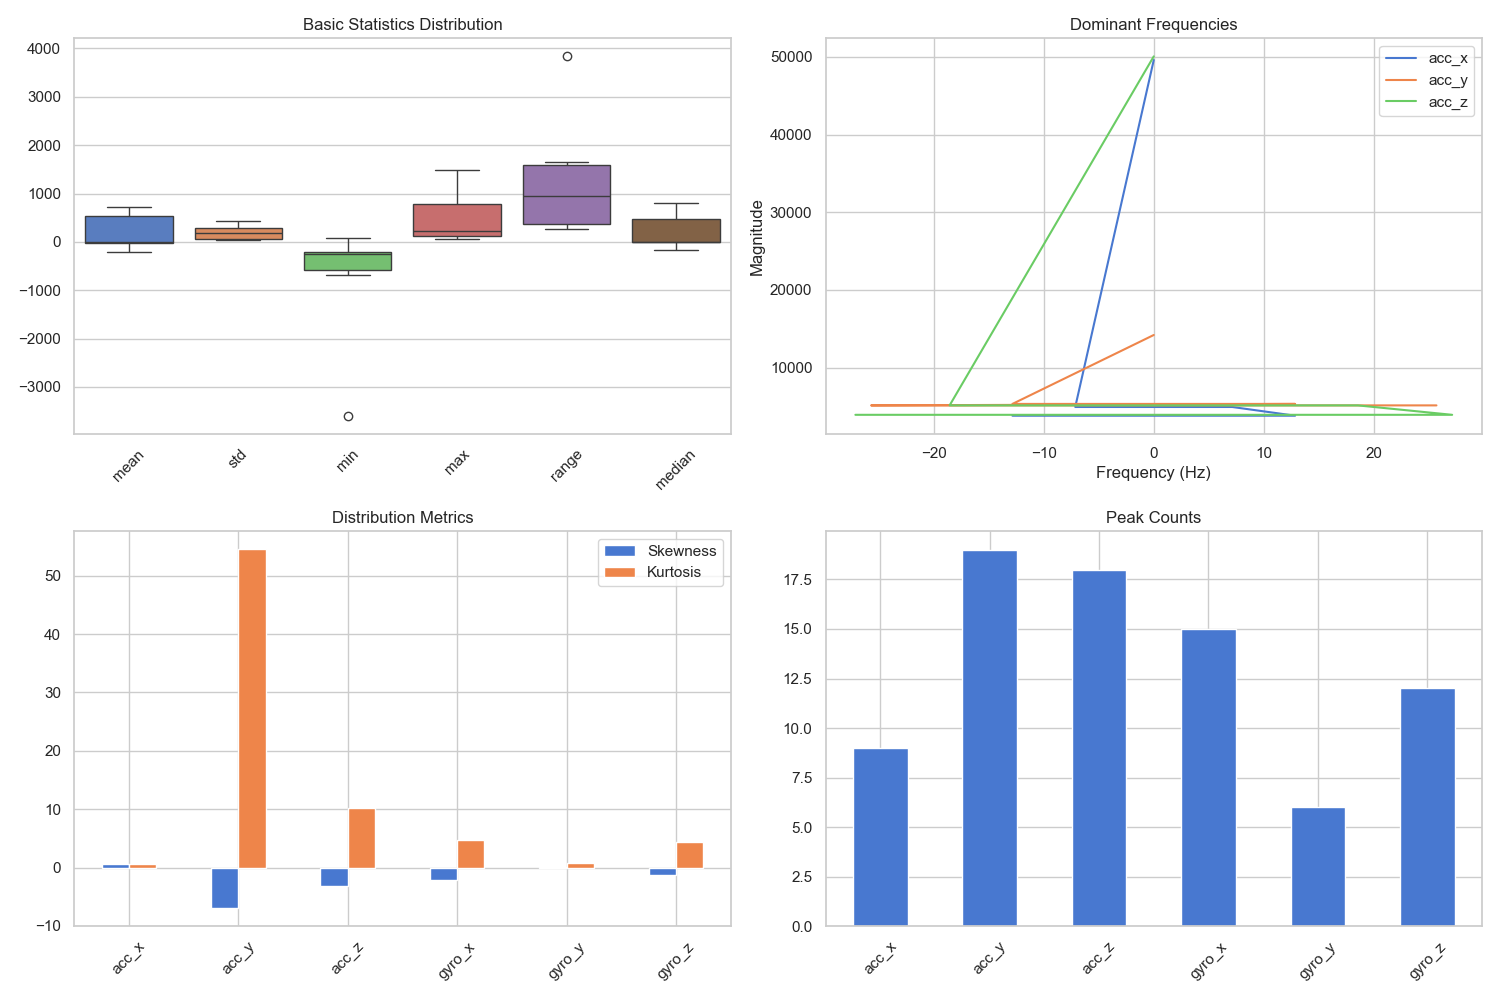 Basic Statistics Distribution
4000
3000
2000
1000
0
−1000
−2000
−3000
mean
std
min
max
range
median
Dominant Frequencies
acc_x
acc_y
acc_z
50000
40000
30000
20000
10000
Magnitude
−20
−10
0
10
20
Frequency (Hz)
Distribution Metrics
Skewness
Kurtosis
50
40
30
20
10
0
−10
acc_x
acc_y
acc_z
gyro_x
gyro_y
gyro_z
Peak Counts
17.5
15.0
12.5
10.0
7.5
5.0
2.5
0.0
acc_x
acc_y
acc_z
gyro_x
gyro_y
gyro_z